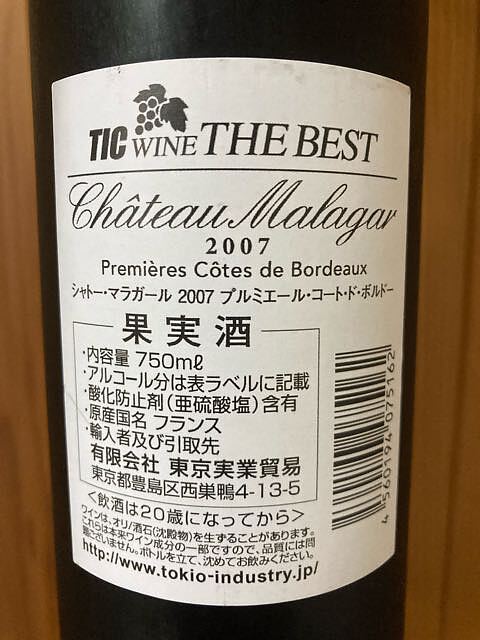 TIC WINE THE BEST
Château Malagar
2007
Premières Côtes de Bordeaux
シャトー・マラガール 2007 プルミエール・コート・ド・ボルドー
果実酒
・内容量 750mℓ
・アルコール分は表ラベルに記載
・酸化防止剤(亜硫酸塩)含有
・原産国名 フランス
・輸入者及び引取先
有限会社 東京実業貿易
東京都豊島区西巣鴨4-13-5
<飲酒は20歳になってから>
ワインは、オリ/酒石(沈殿物)を生ずることがあります。
これらは本来ワイン成分の一部ですので、品質には問
題ございません。ボトルを立て、沈めてお飲みください。
http://www.tokio-industry.jp/
4 560194 075162